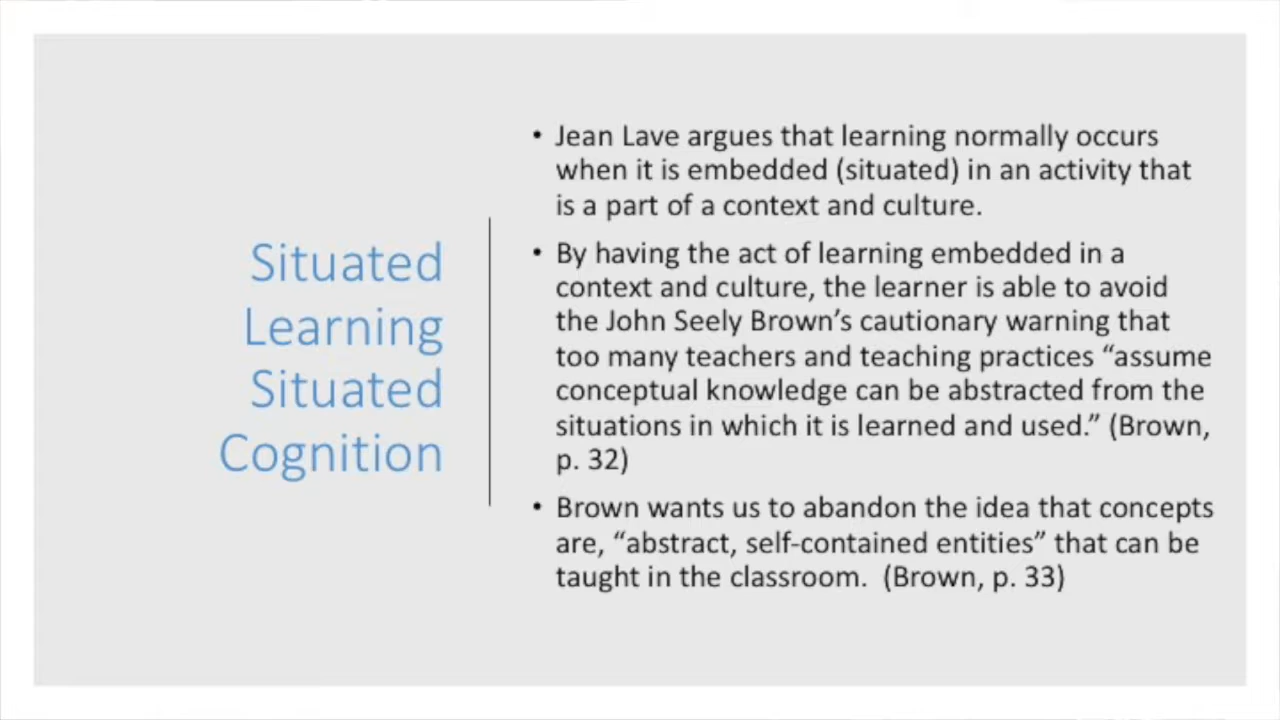 Situated
Learning
Situated
Cognition
• Jean Lave argues that learning normally occurs
when it is embedded (situated) in an activity that
is a part of a context and culture.
• By having the act of learning embedded in a
context and culture, the learner is able to avoid
the John Seely Brown’s cautionary warning that
too many teachers and teaching practices “assume
conceptual knowledge can be abstracted from the
situations in which it is learned and used.” (Brown,
p. 32)
• Brown wants us to abandon the idea that concepts
are, “abstract, self-contained entities” that can be
taught in the classroom.  (Brown, p. 33)